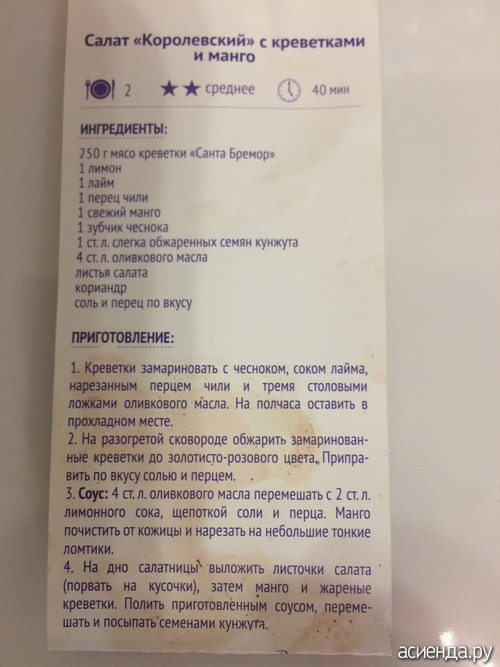 Салат «Королевский» с креветками
и манго
2 среднее 40 мин
ИНГРЕДИЕНТЫ:
250 г мясо креветки «Санта Бремор»
1 лимон
1 лайм
1 перец чили
1 свежий манго
1 зубчик чеснока
1 ст. л. слегка обжаренных семян кунжута
4 ст. л. оливкового масла
листья салата
кориандр
соль и перец по вкусу
ПРИГОТОВЛЕНИЕ:
1. Креветки замариновать с чесноком, соком лайма,
нарезанным перцем чили и тремя столовыми
ложками оливкового масла. На полчаса оставить в
прохладном месте.
2. На разогретой сковороде обжарить замаринован-
ные креветки до золотисто-розового цвета. Припра-
вить по вкусу солью и перцем.
3. Соус: 4 ст. л. оливкового масла перемешать с 2 ст. л.
лимонного сока, щепоткой соли и перца. Манго
почистить от кожицы и нарезать на небольшие тонкие
ломтики.
4. На дно салатницы выложить листочки салата
(порвать на кусочки), затем манго и жареные
креветки. Полить приготовленным соусом, переме-
шать и посыпать семенами кунжута.
асиенда.ру